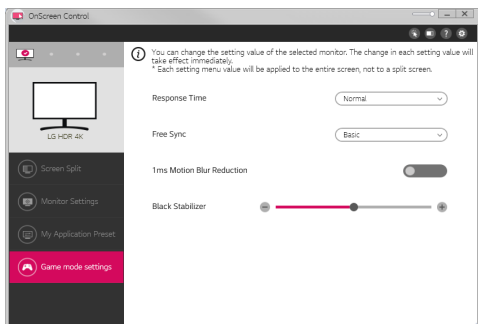 OnScreen Control
You can change the setting value of the selected monitor. The change in each setting value will
take effect immediately.
* Each setting menu value will be applied to the entire screen, not to a split screen.
LG HDR 4K
Screen Split
Monitor Settings
My Application Preset
Game mode settings
Response Time
Normal
Free Sync
Basic
1ms Motion Blur Reduction
Black Stabilizer